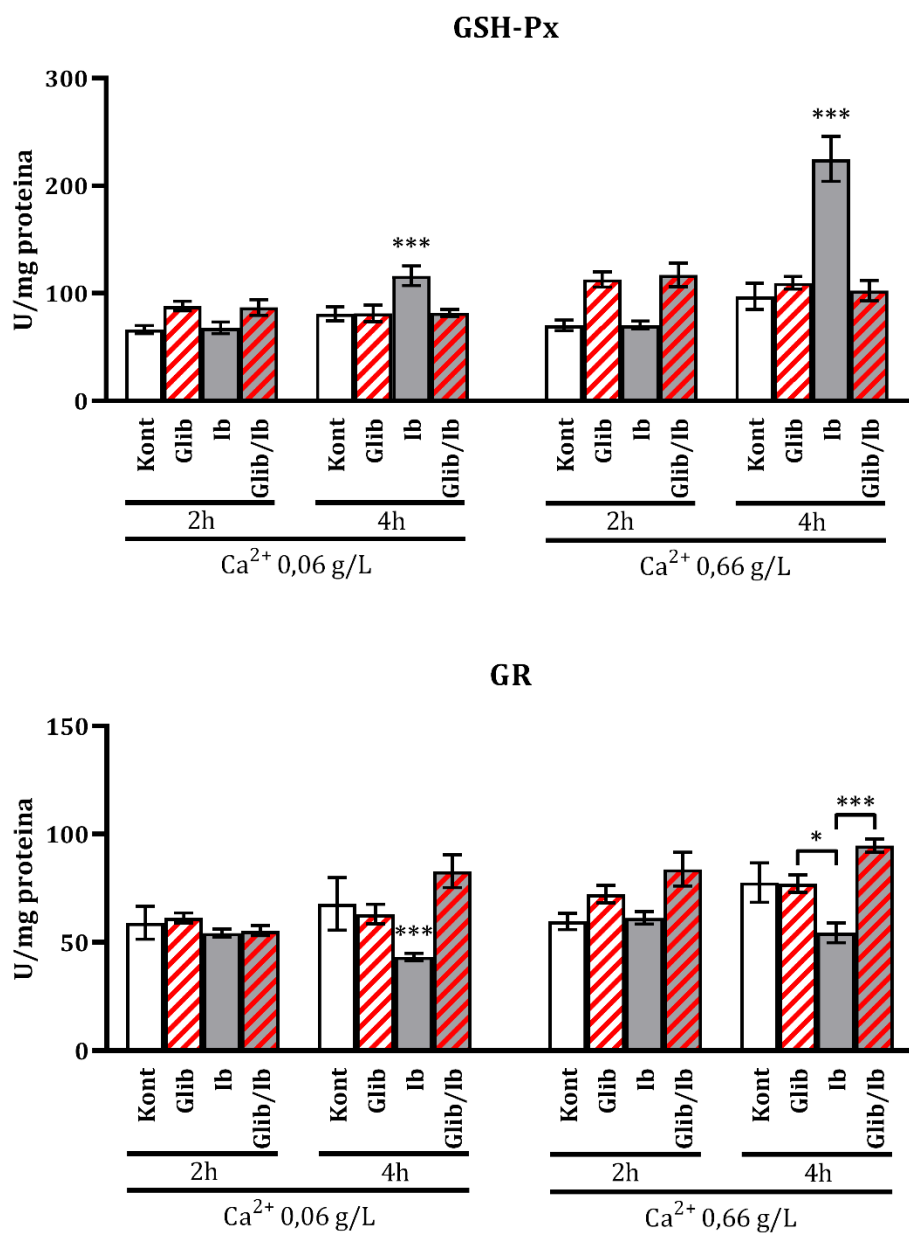 GSH-Px
300
200
100
0
U/mg proteina
***
***
Kont Glib Ib Glib/Ib Kont Glib Ib Glib/Ib Kont Glib Ib Glib/Ib Kont Glib Ib Glib/Ib
2h 4h 2h 4h
Ca²⁺ 0,06 g/L Ca²⁺ 0,66 g/L
GR
150
100
50
0
U/mg proteina
***
* ***
Kont Glib Ib Glib/Ib Kont Glib Ib Glib/Ib Kont Glib Ib Glib/Ib Kont Glib Ib Glib/Ib
2h 4h 2h 4h
Ca²⁺ 0,06 g/L Ca²⁺ 0,66 g/L